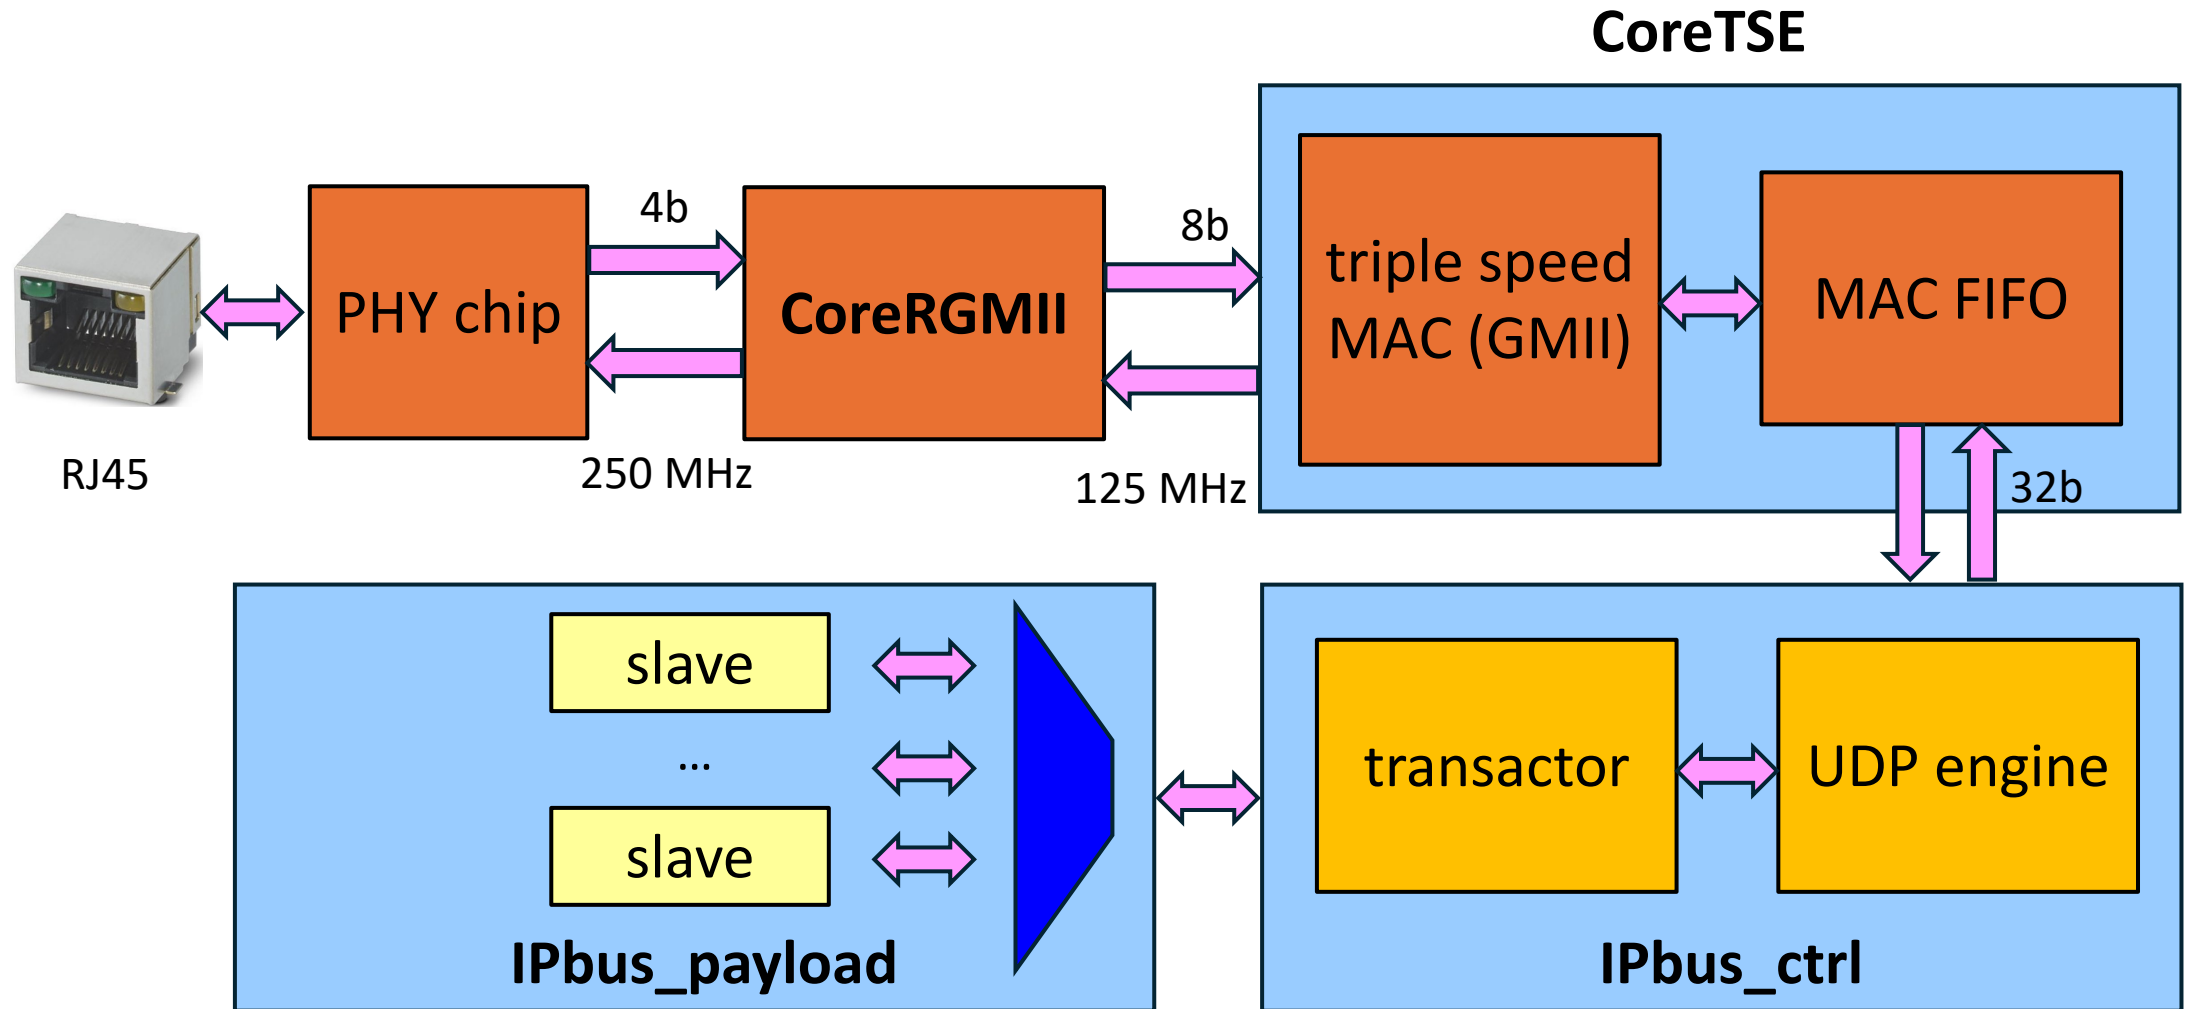 CoreTSE
4b
8b
PHY chip
CoreRGMII
triple speed
MAC (GMII)
MAC FIFO
RJ45
250 MHz
125 MHz
32b
slave
...
slave
IPbus_payload
transactor
UDP engine
IPbus_ctrl